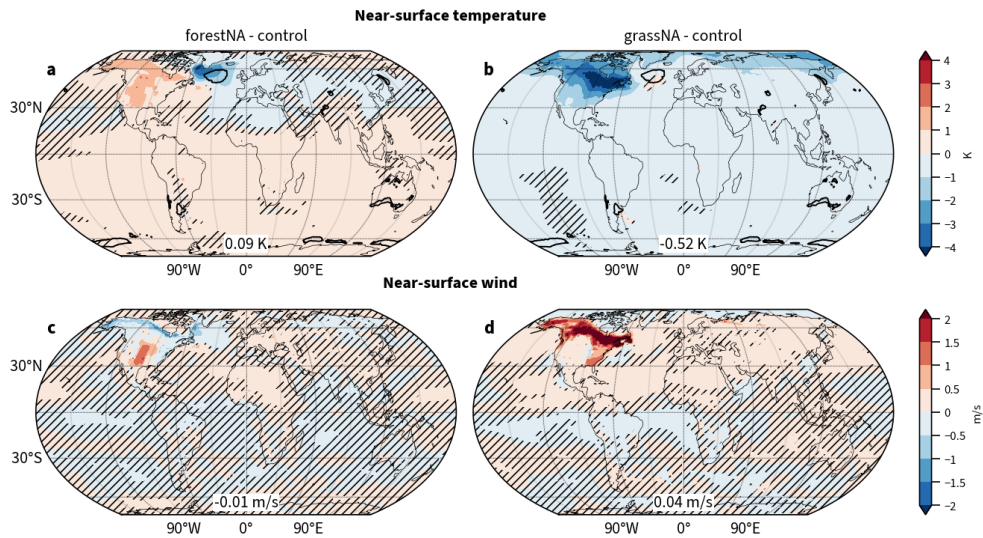 Near-surface temperature
forestNA - control
grassNA - control
a
b
30°N
30°S
0.09 K
-0.52 K
90°W 0° 90°E
90°W 0° 90°E
4
3
2
1
0
−1
−2
−3
−4
K
Near-surface wind
c
d
30°N
30°S
-0.01 m/s
0.04 m/s
90°W 0° 90°E
90°W 0° 90°E
2
1.5
1
0.5
0
−0.5
−1
−1.5
−2
m/s